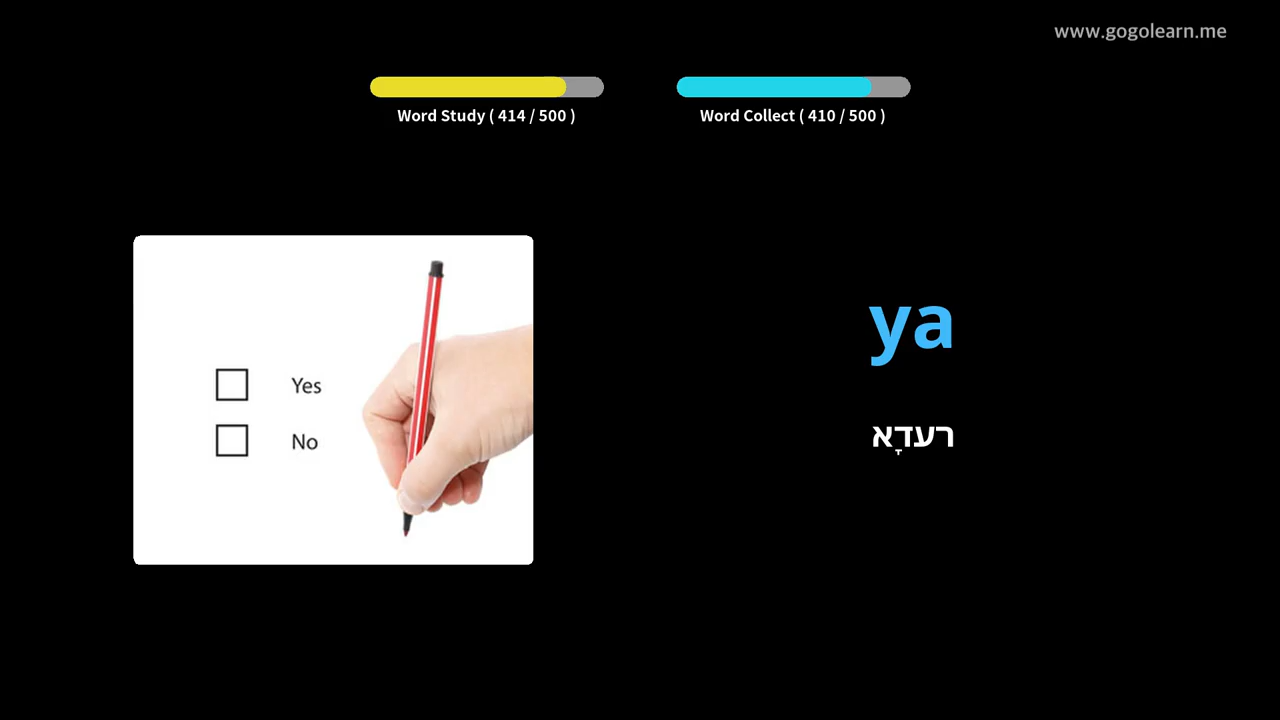 www.gogolearn.me
Word Study ( 414 / 500 )
Word Collect ( 410 / 500 )
Yes
No
ya
רעדָא